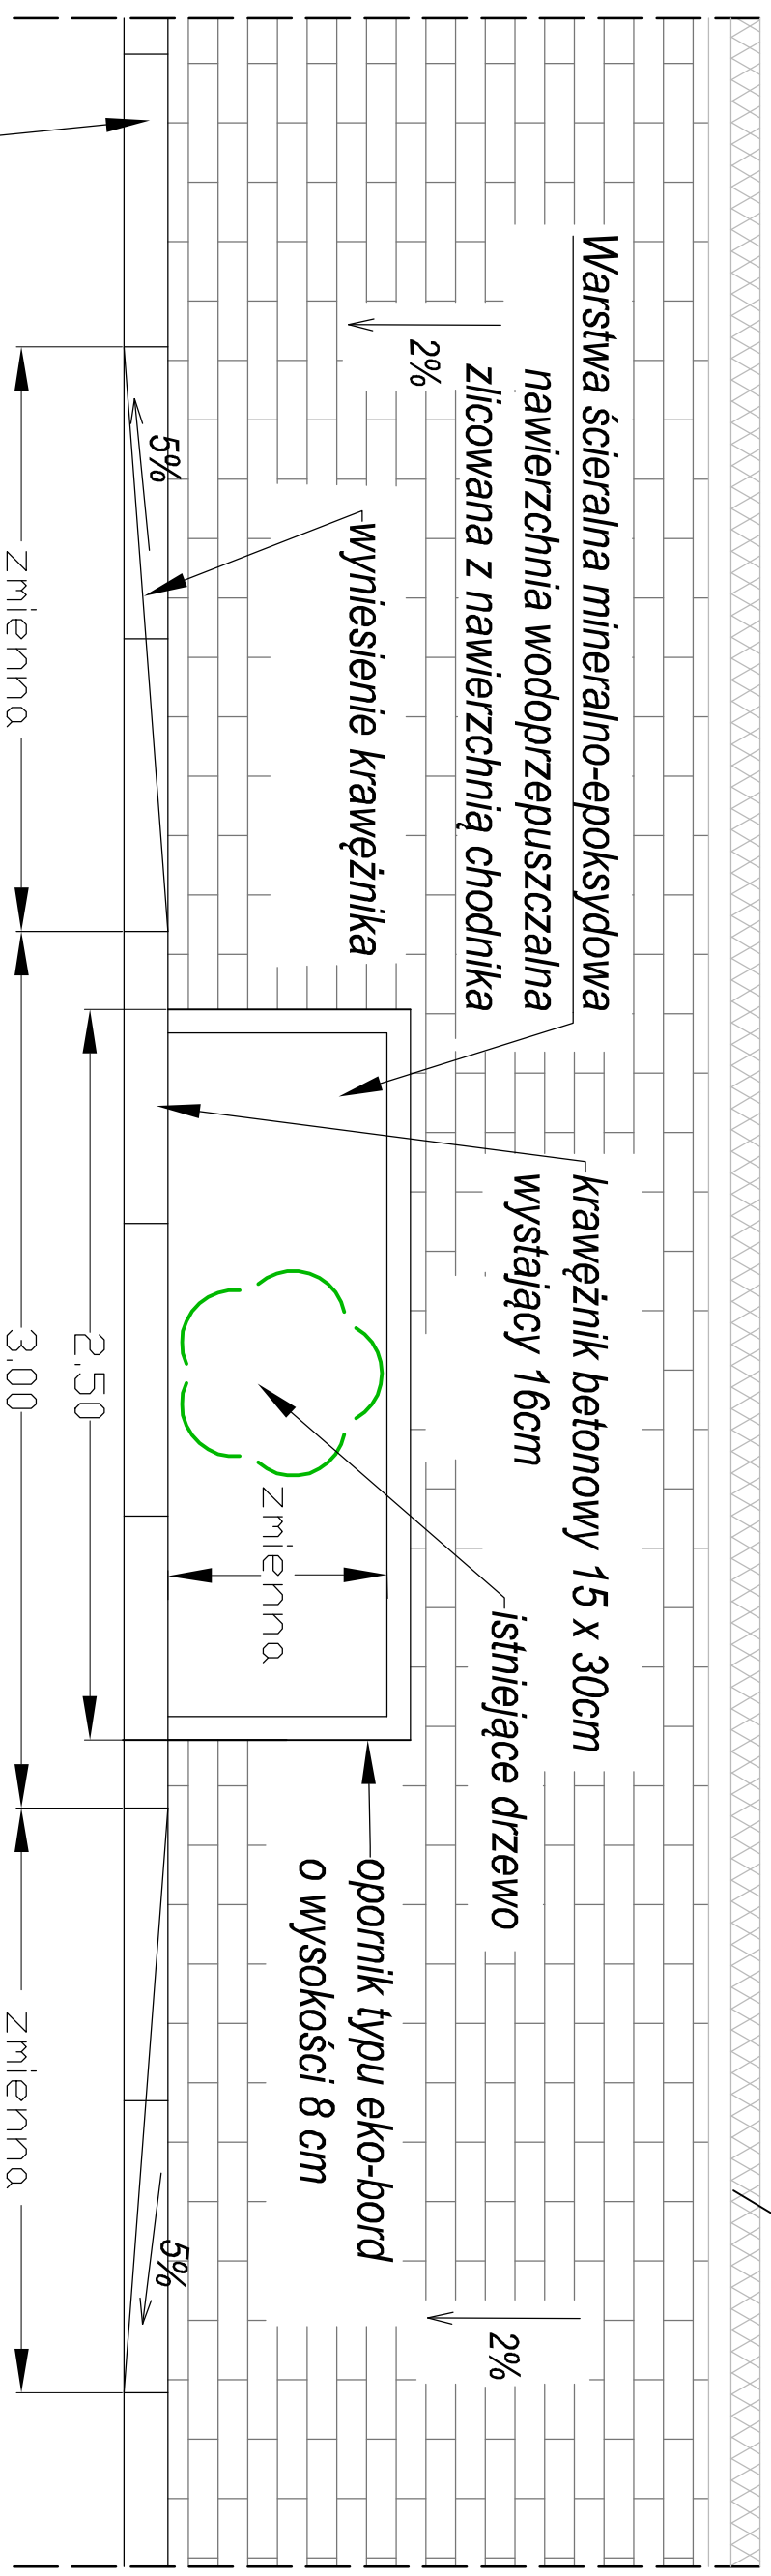 Warstwa ścieralna mineralno-epoksydowa
nawierzchnia wodoprzepuszczalna
zlicowana z nawierzchnią chodnika
2%
wyniesienie krawężnika
5%
zmienna
krawężnik betonowy 15 x 30cm
wystający 16cm
istniejące drzewo
zmienna
2.50
3.00
opornik typu eko-bord
o wysokości 8 cm
2%
5%
zmienna